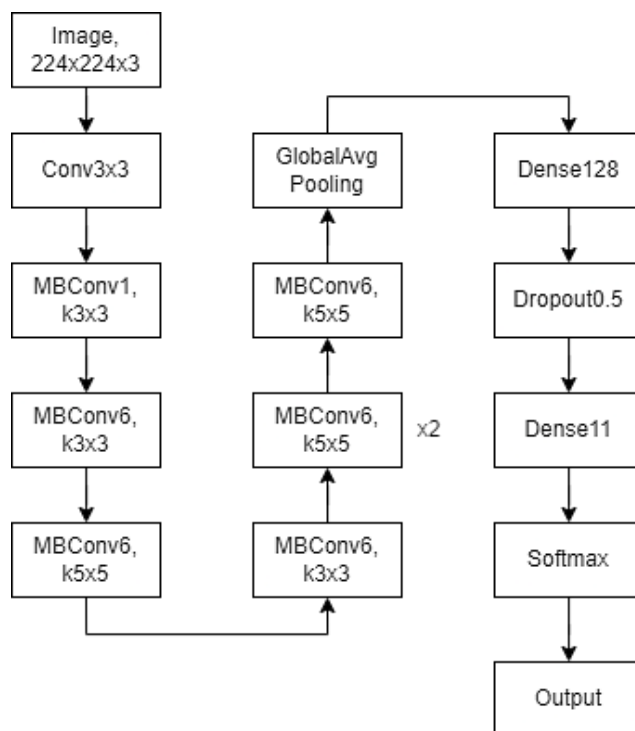 Image,
224x224x3
Conv3x3
MBConv1,
k3x3
MBConv6,
k3x3
MBConv6,
k5x5
MBConv6,
k3x3
MBConv6,
k5x5
x2
MBConv6,
k5x5
GlobalAvg
Pooling
Dense128
Dropout0.5
Dense11
Softmax
Output